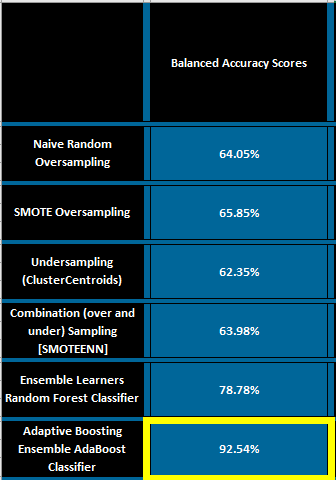 Balanced Accuracy Scores
Naive Random
Oversampling
64.05%
SMOTE Oversampling
65.85%
Undersampling
(ClusterCentroids)
62.35%
Combination (over and
under) Sampling
[SMOTEENN]
63.98%
Ensemble Learners
Random Forest Classifier
78.78%
Adaptive Boosting
Ensemble AdaBoost
Classifier
92.54%